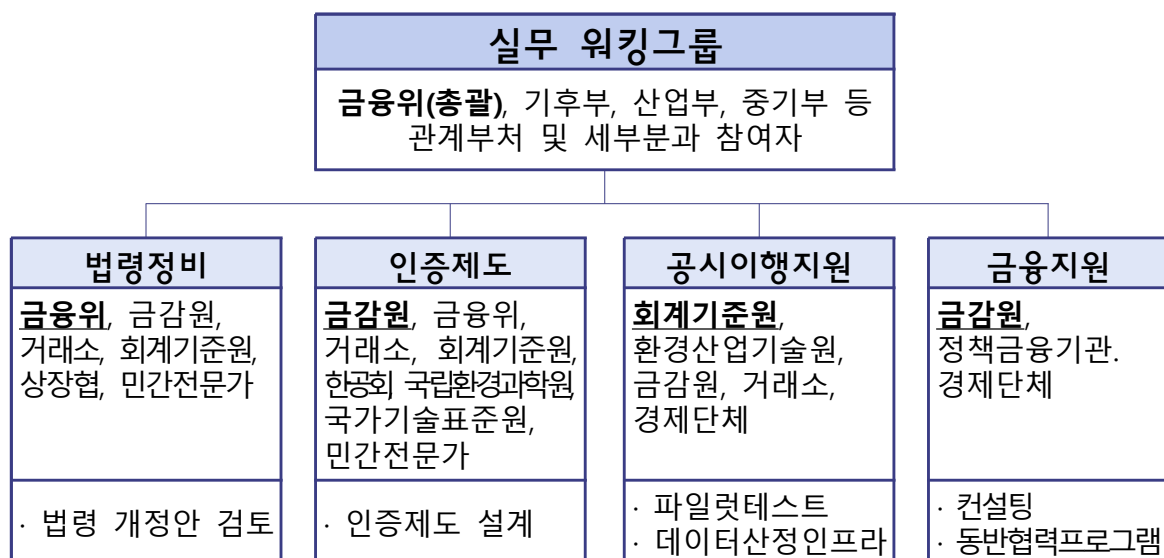 실무 워킹그룹
금융위(총괄), 기후부, 산업부, 중기부 등
관계부처 및 세부분과 참여자
법령정비
금융위, 금감원,
거래소, 회계기준원,
상장협, 민간전문가
· 법령 개정안 검토
인증제도
금감원, 금융위,
거래소, 회계기준원,
한공회, 국립환경과학원,
국가기술표준원,
민간전문가
· 인증제도 설계
공시이행지원
회계기준원,
환경산업기술원,
금감원, 거래소,
경제단체
· 파일럿테스트
· 데이터산정인프라
금융지원
금감원,
정책금융기관.
경제단체
· 컨설팅
· 동반협력프로그램